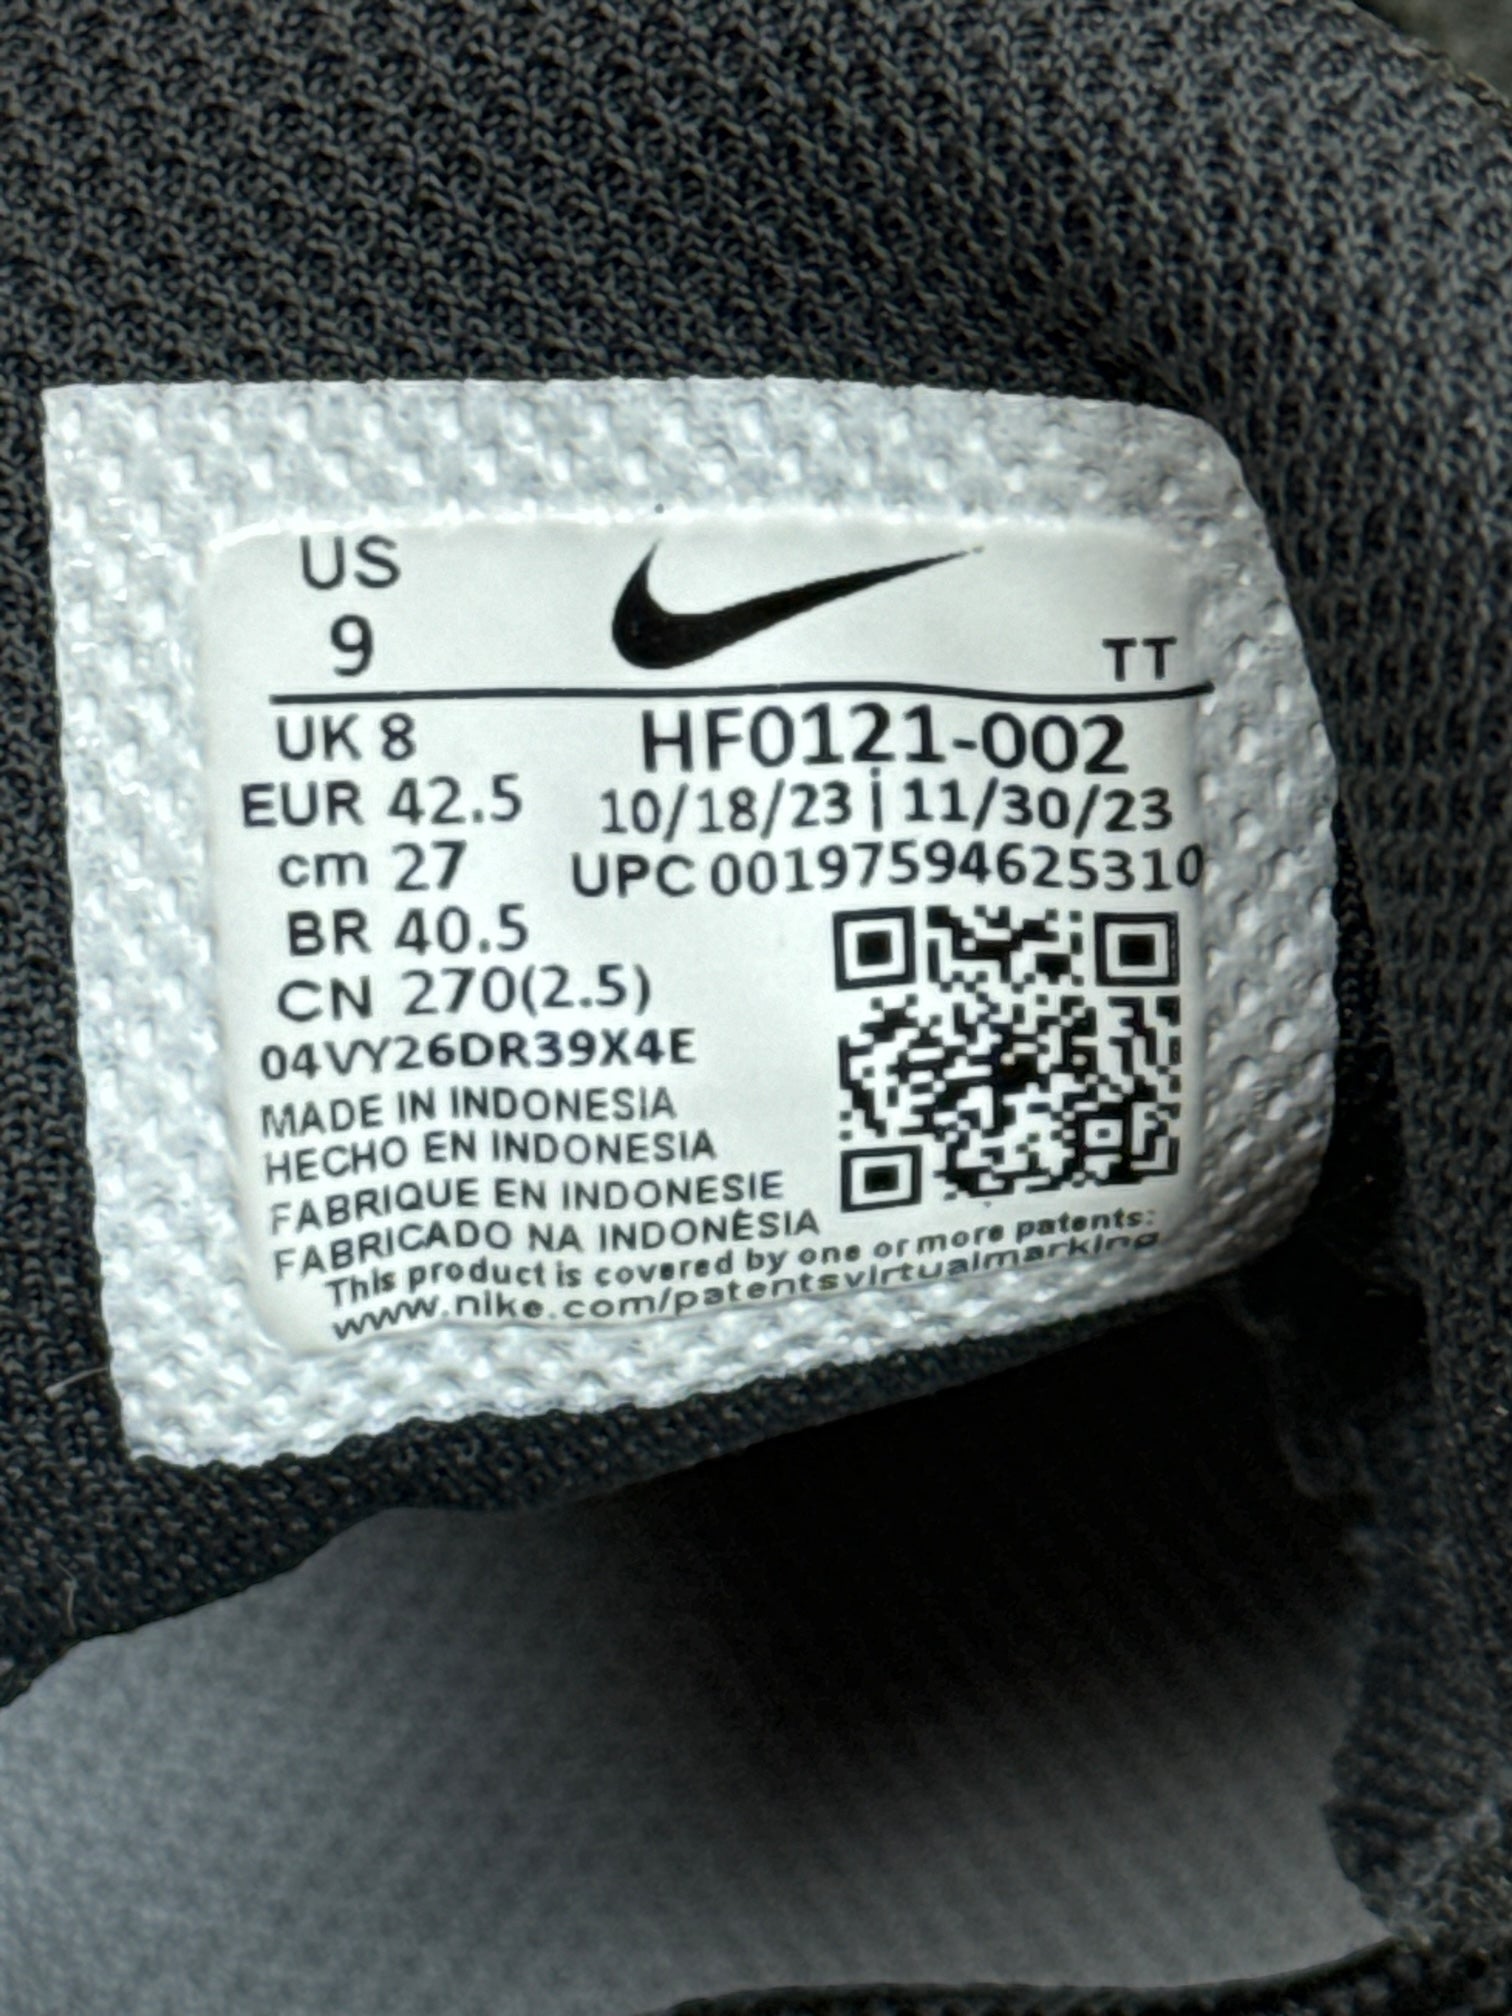 US
9
TT
UK 8
HF0121-002
EUR 42.5
10/18/23 | 11/30/23
cm 27
UPC 00197594625310
BR 40.5
CN 270(2.5)
04VY26DR39X4E
MADE IN INDONESIA
HECHO EN INDONESIA
FABRIQUE EN INDONESIE
FABRICADO NA INDONÉSIA
This product is covered by one or more patents:
www.nike.com/patentsvirtualmarking